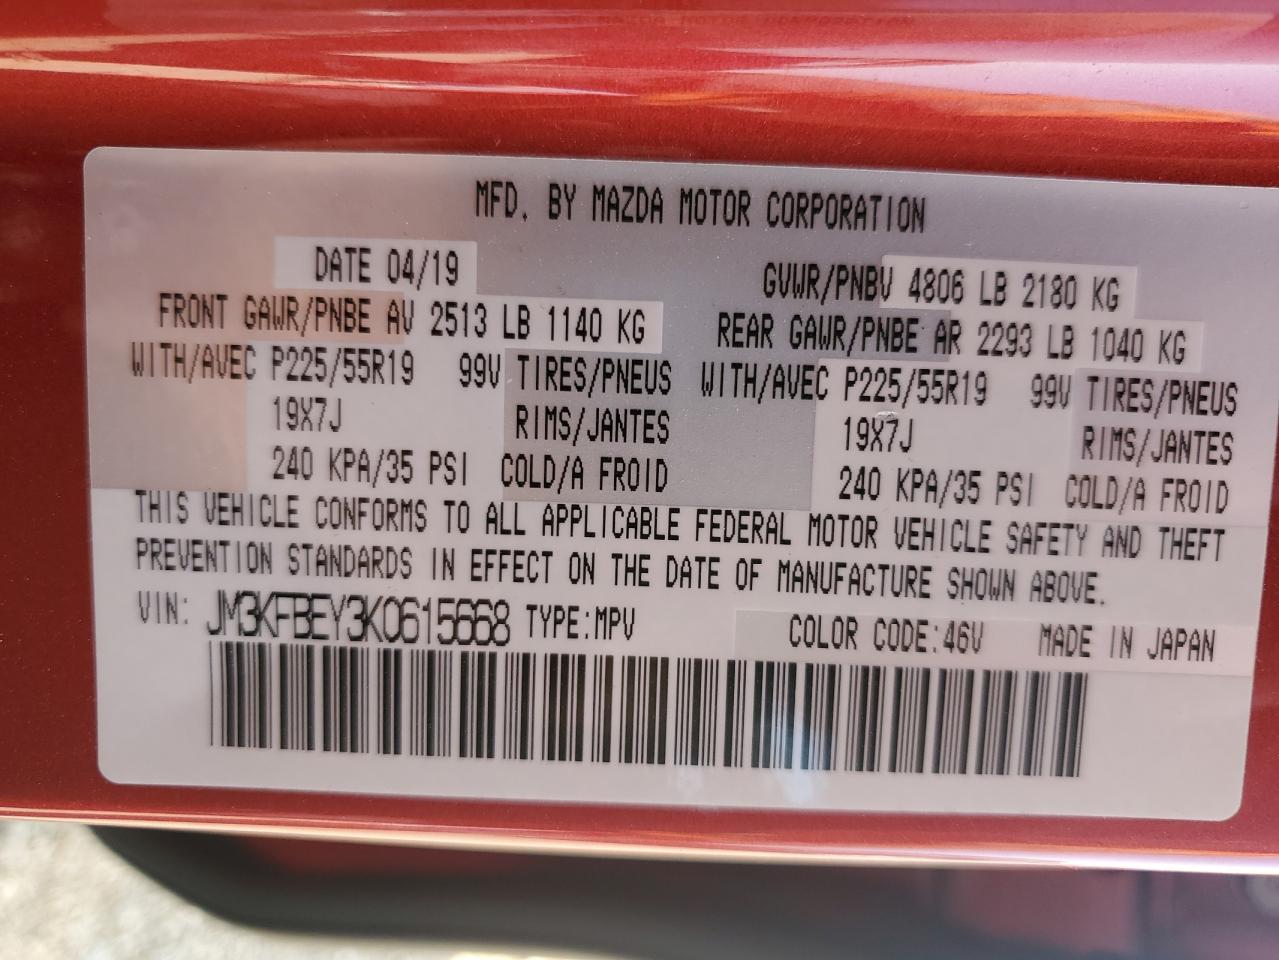 MFD. BY MAZDA MOTOR CORPORATION
DATE 04/19 GVWR/PNBV 4806 LB 2180 KG
FRONT GAWR/PNBE AV 2513 LB 1140 KG REAR GAWR/PNBE AR 2293 LB 1040 KG
WITH/AVEC P225/55R19 99V TIRES/PNEUS WITH/AVEC P225/55R19 99V TIRES/PNEUS
19X7J RIMS/JANTES 19X7J RIMS/JANTES
240 KPA/35 PSI COLD/A FROID 240 KPA/35 PSI COLD/A FROID
THIS VEHICLE CONFORMS TO ALL APPLICABLE FEDERAL MOTOR VEHICLE SAFETY AND THEFT
PREVENTION STANDARDS IN EFFECT ON THE DATE OF MANUFACTURE SHOWN ABOVE.
VIN: JM3KFBEY3K0615668 TYPE:MPV COLOR CODE:46V MADE IN JAPAN